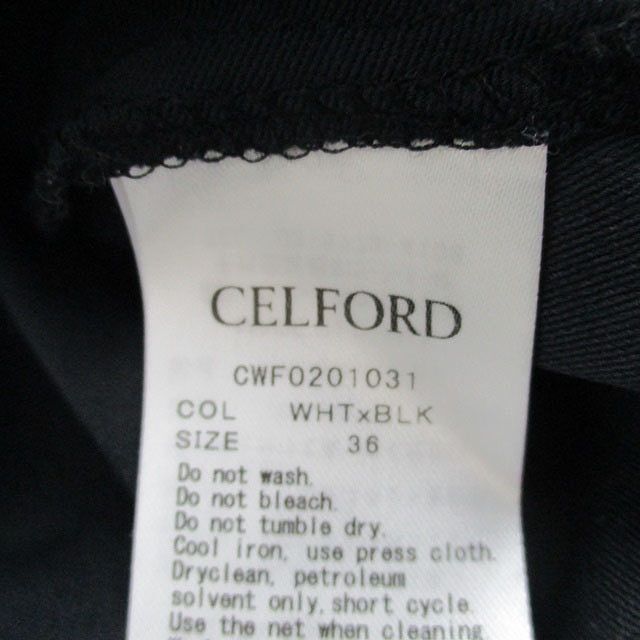 CELFORD
CWF0201031
COL WHTxBLK
SIZE 36
Do not wash.
Do not bleach.
Do not tumble dry.
Cool iron, use press cloth.
Dryclean, petroleum
solvent only, short cycle.
Use the net when cleaning.